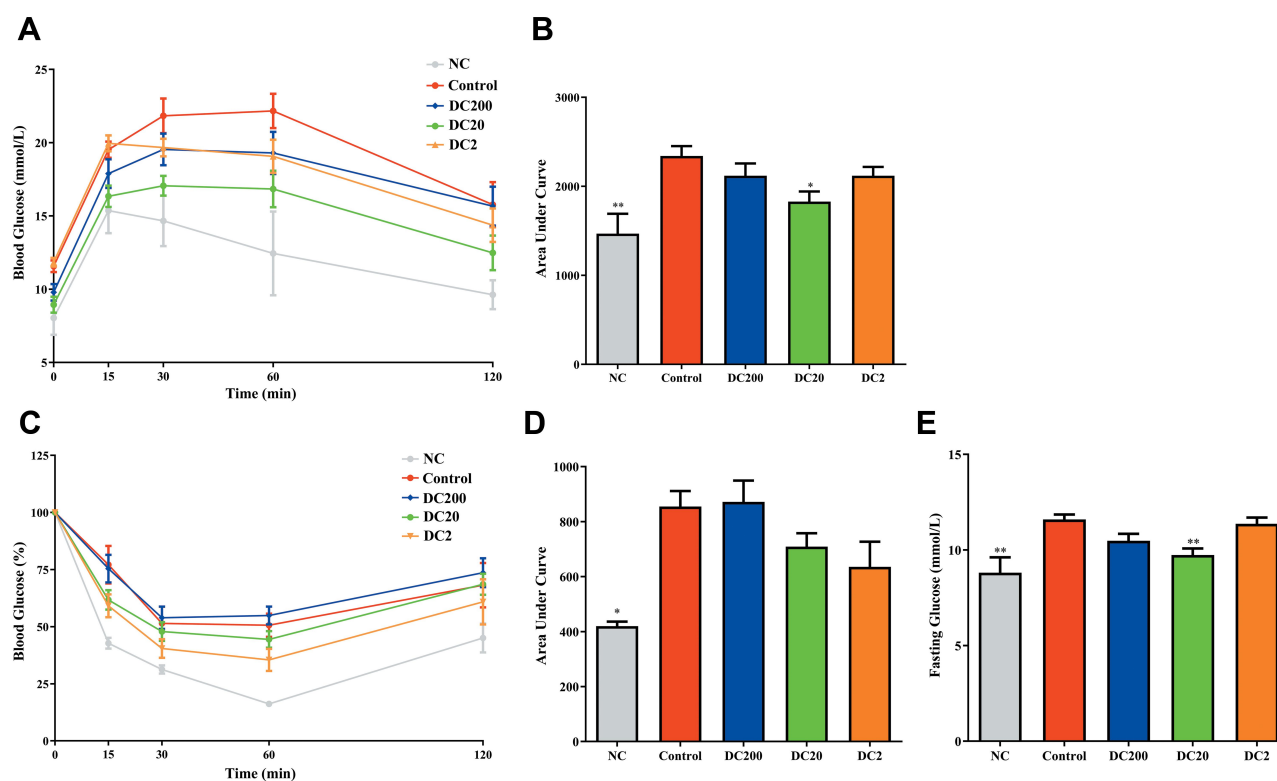 A
Blood Glucose (mmol/L)
25
20
15
10
5
0
15
30
60
120
Time (min)
NC
Control
DC200
DC20
DC2
B
Area Under Curve
3000
2000
1000
0
**
*
NC
Control
DC200
DC20
DC2
C
Blood Glucose (%)
125
100
75
50
25
0
0
15
30
60
120
Time (min)
NC
Control
DC200
DC20
DC2
D
Area Under Curve
1000
800
600
400
200
0
*
NC
Control
DC200
DC20
DC2
E
Fasting Glucose (mmol/L)
15
10
5
0
**
**
NC
Control
DC200
DC20
DC2